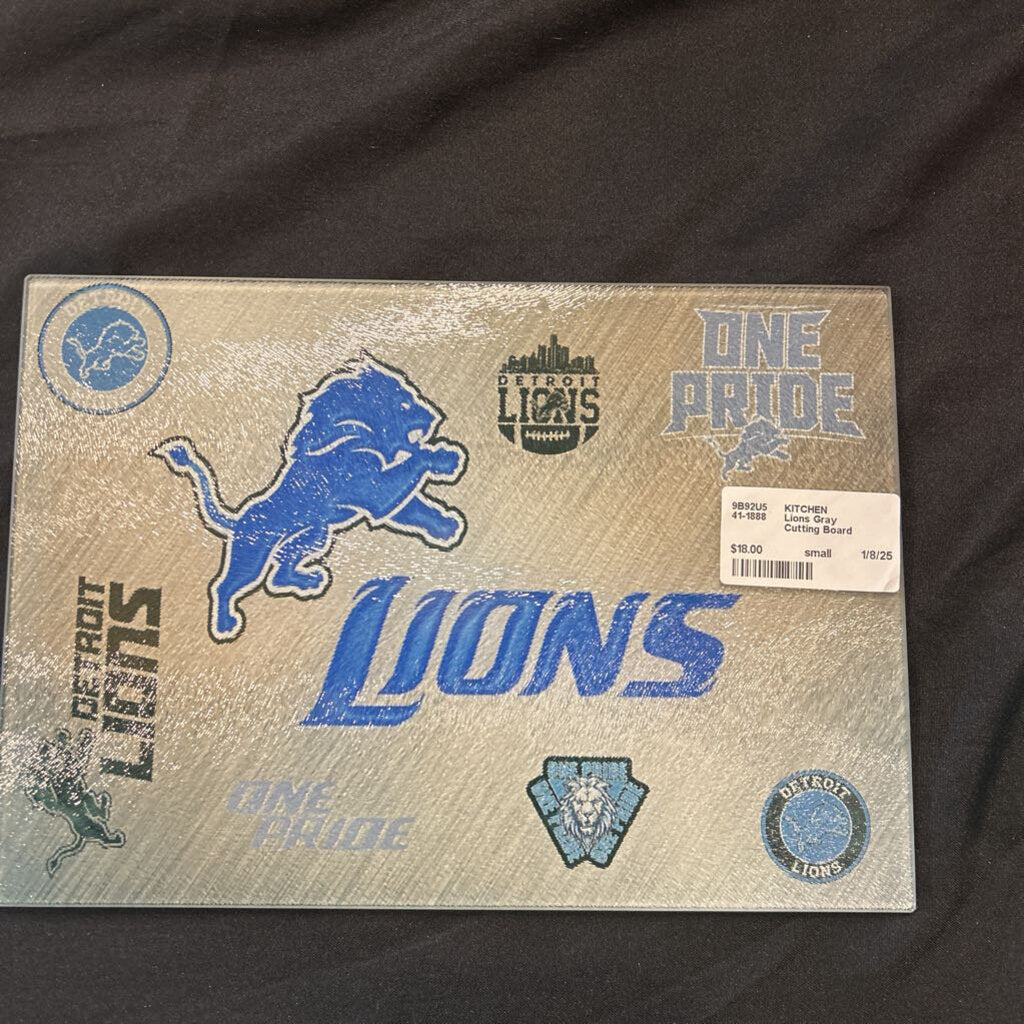 DETROIT
DETROIT
LIONS
ONE
PRIDE
9B92U5 KITCHEN
41-1888 Lions Gray
Cutting Board
$18.00 small 1/8/25
LIONS
DETROIT
LIONS
ONE
PRIDE
DETROIT
LIONS